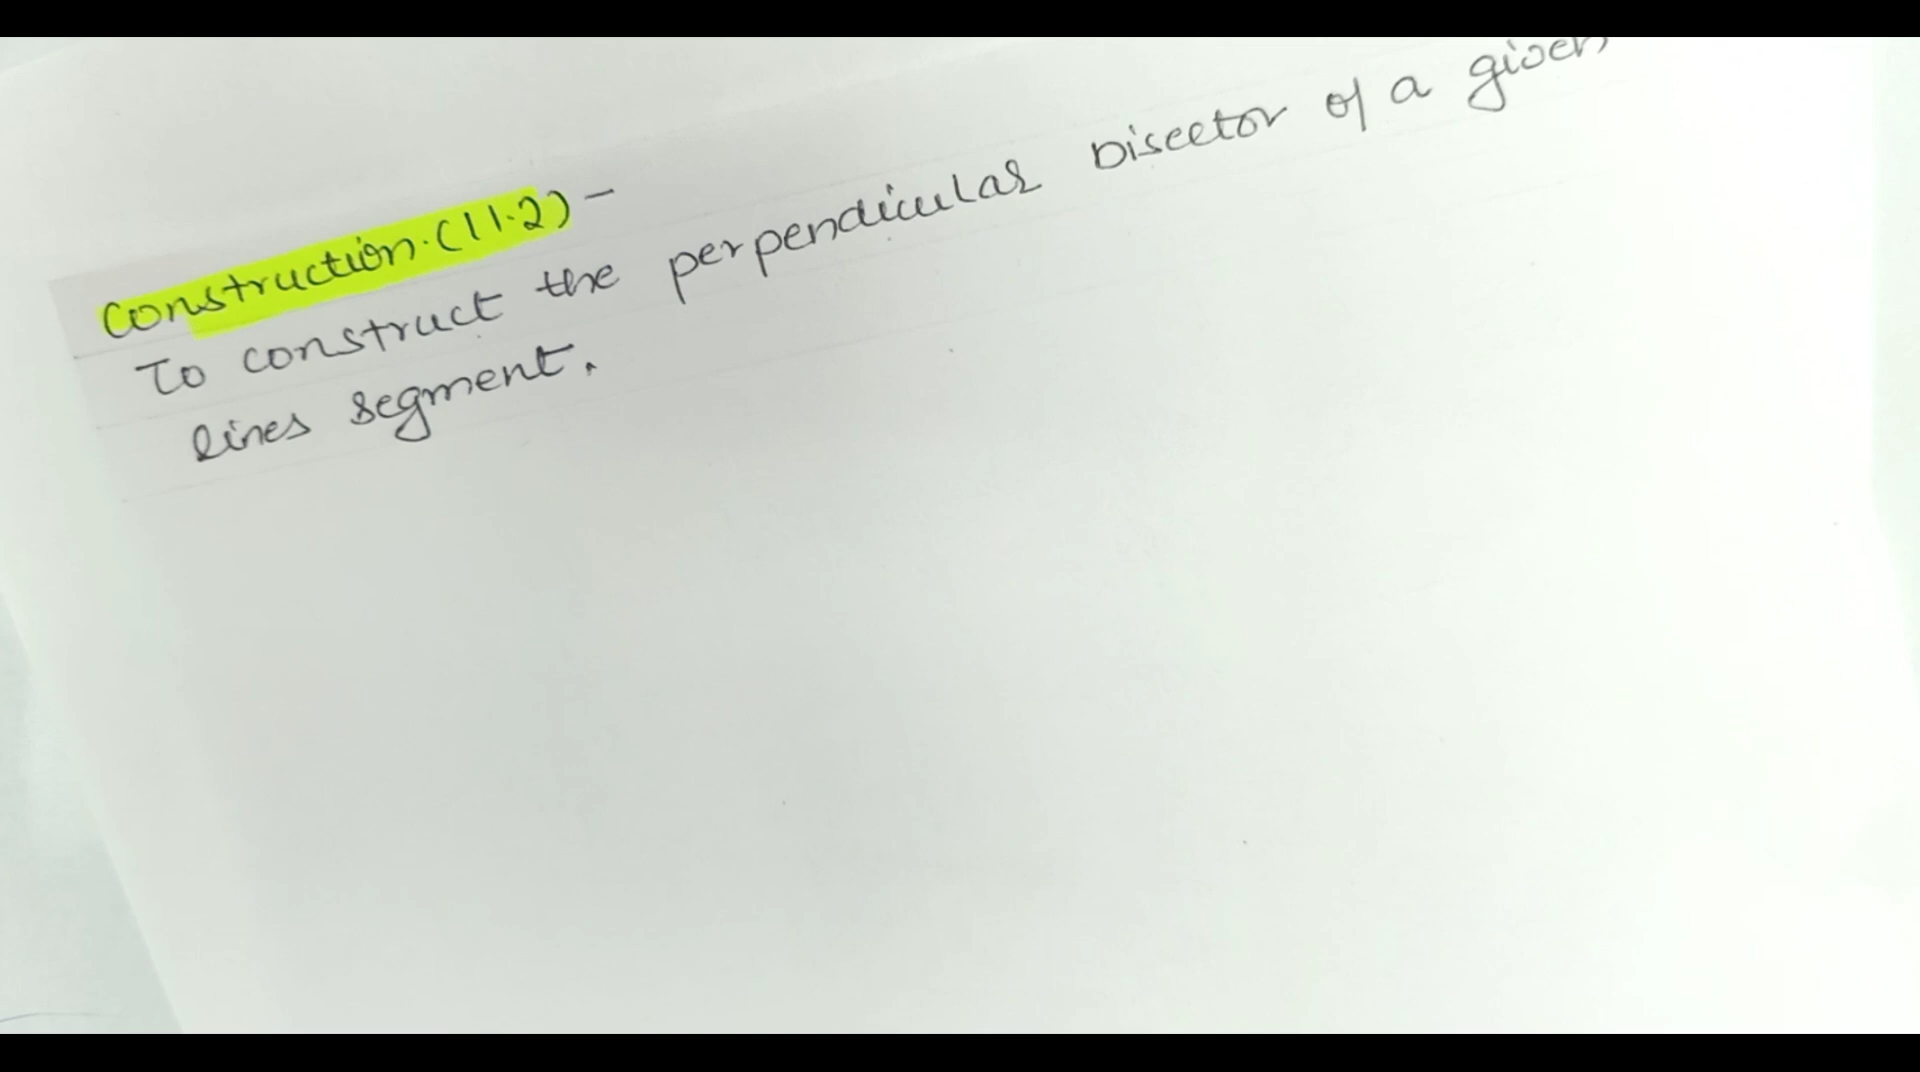 Construction.(11.2) -
To construct the perpendicular Bisector of a given
lines segment.